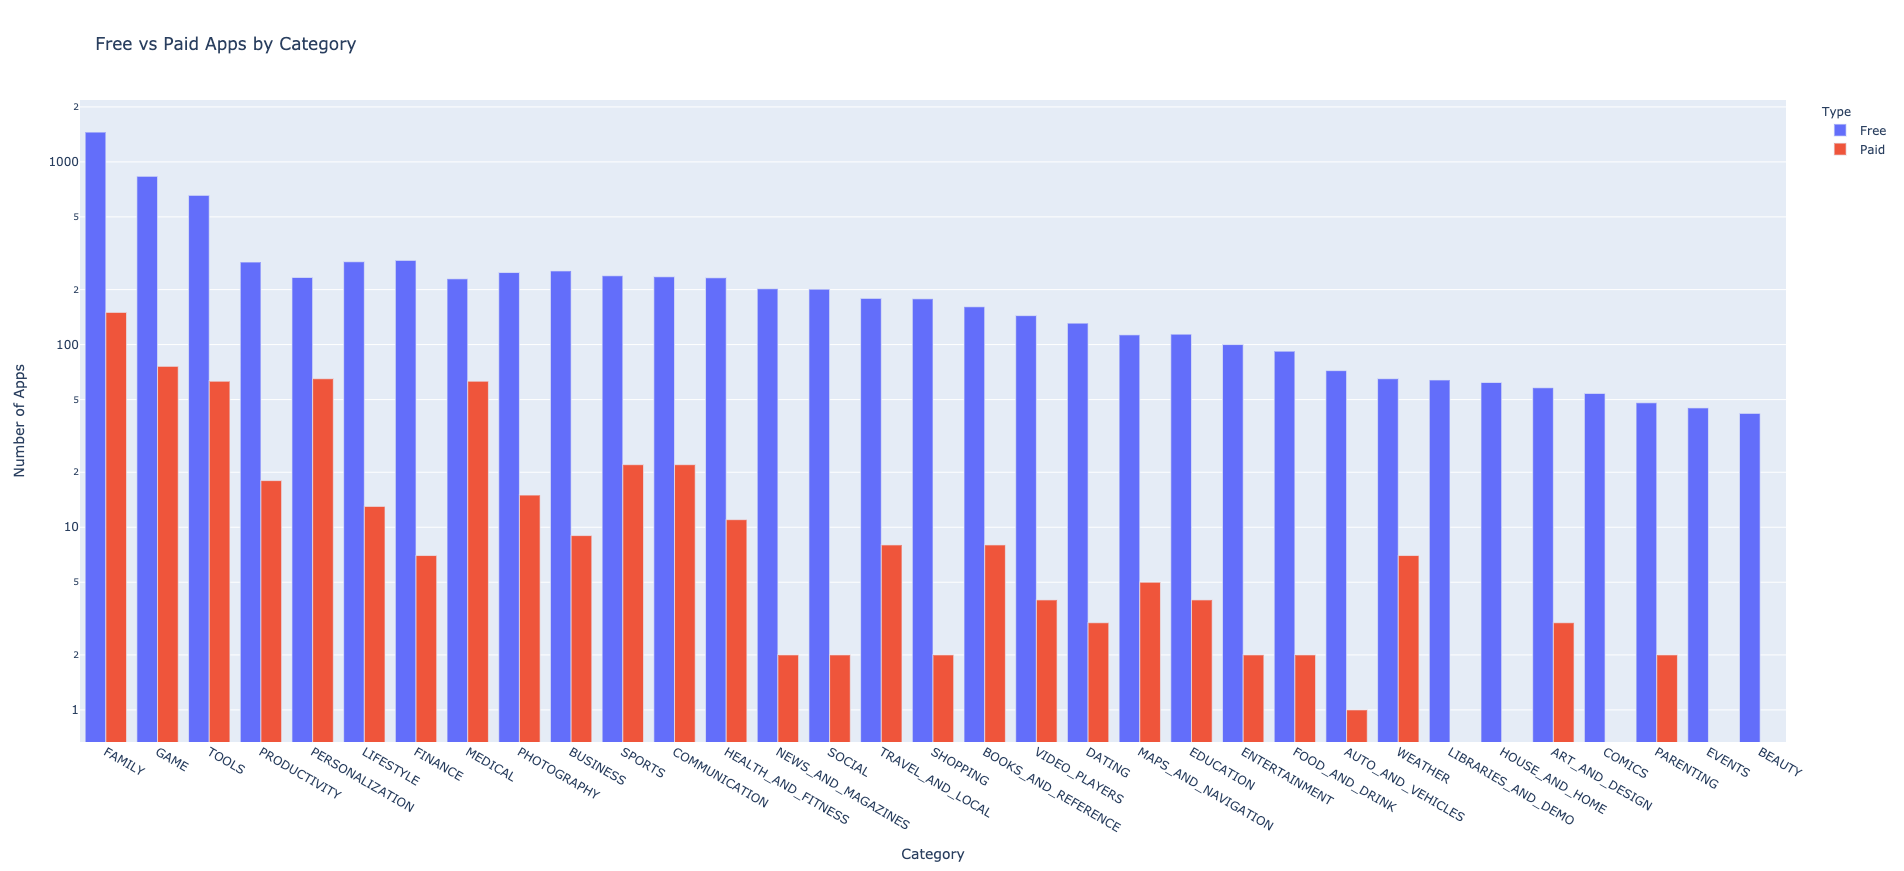 Free vs Paid Apps by Category
Type
Free
Paid
Number of Apps
2
1000
5
2
100
5
2
10
5
2
1
FAMILY
GAME
TOOLS
PRODUCTIVITY
PERSONALIZATION
LIFESTYLE
FINANCE
MEDICAL
PHOTOGRAPHY
BUSINESS
SPORTS
COMMUNICATION
HEALTH_AND_FITNESS
NEWS_AND_MAGAZINES
SOCIAL
TRAVEL_AND_LOCAL
SHOPPING
BOOKS_AND_REFERENCE
VIDEO_PLAYERS
DATING
MAPS_AND_NAVIGATION
EDUCATION
ENTERTAINMENT
FOOD_AND_DRINK
AUTO_AND_VEHICLES
WEATHER
LIBRARIES_AND_DEMO
HOUSE_AND_HOME
ART_AND_DESIGN
COMICS
PARENTING
EVENTS
BEAUTY
Category